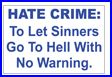 HATE CRIME:
To Let Sinners
Go To Hell With
No Warning.